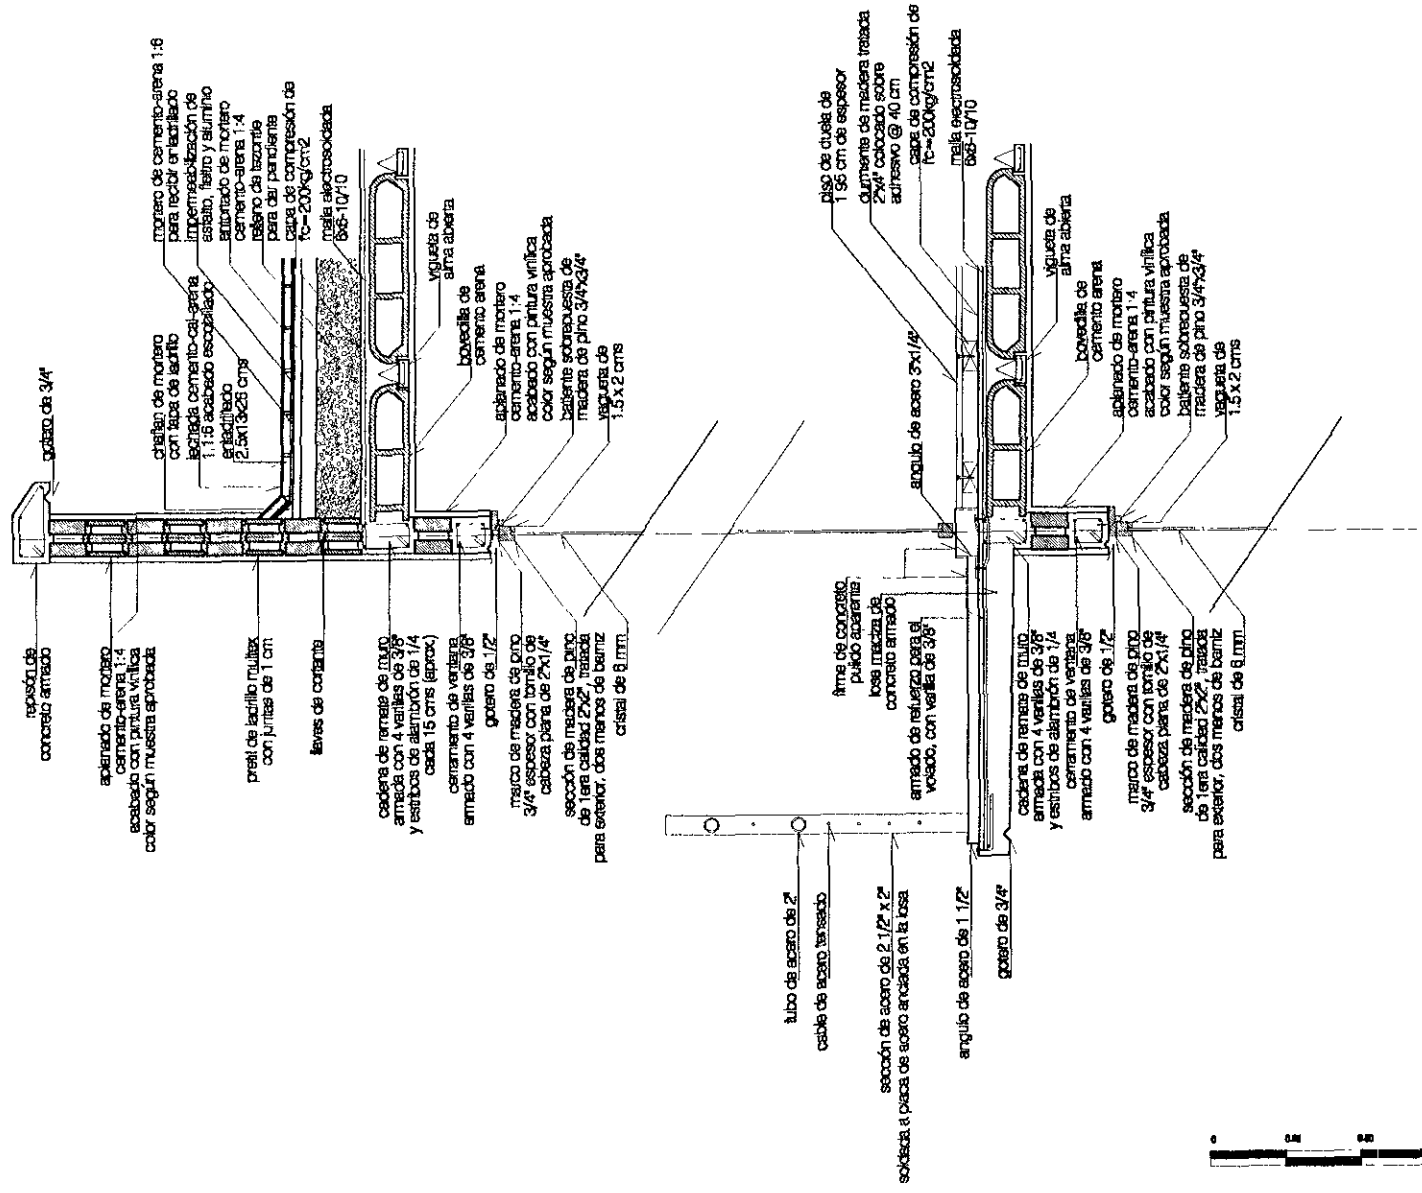 gotero de 3/4"
chaflan de mortero
con tapa de ladrillo
lechada cemento-cal-arena
1:1:6 acabado escobillado
enladrillado
2.5x13x26 cms
mortero de cemento-arena 1:6
para recibir enladrillado
impermeabilización de
asfalto, fieltro y aluminio
entortado de mortero
cemento-arena 1:4
relleno de tezontle
para dar pendiente
capa de compresión de
f'c=200kg/cm2
malla electrosoldada
6x6-10/10
vigueta de
alma abierta
bovedilla de
cemento arena
aplanado de mortero
cemento-arena 1:4
acabado con pintura vinílica
color según muestra aprobada
batiente sobrepuesta de
madera de pino 3/4"x3/4"
vagueta de
1.5 x 2 cms
repisón de
concreto armado
aplanado de mortero
cemento-arena 1:4
acabado con pintura vinílica
color según muestra aprobada
pretil de ladrillo multex
con juntas de 1 cm
llaves de cortante
cadena de remate de muro
armada con 4 varillas de 3/8"
y estribos de alambrón de 1/4
cada 15 cms (aprox.)
cerramiento de ventana
armado con 4 varillas de 3/8"
gotero de 1/2"
marco de madera de pino
3/4" espesor con tornillo de
cabeza plana de 2"x1/4"
sección de madera de pino
de 1era calidad 2"x2", tratada
para exterior, dos manos de barniz
cristal de 6 mm
piso de duela de
1.95 cm de espesor
durmiente de madera tratada
2"x4" colocado sobre
adhesivo @ 40 cm
capa de compresión de
f'c=200kg/cm2
malla electrosoldada
6x6-10/10
angulo de acero 3"x1/4"
vigueta de
alma abierta
bovedilla de
cemento arena
aplanado de mortero
cemento-arena 1:4
acabado con pintura vinílica
color según muestra aprobada
batiente sobrepuesta de
madera de pino 3/4"x3/4"
vagueta de
1.5 x 2 cms
firme de concreto
pulido aparente
losa maciza de
concreto armado
armado de refuerzo para el
volado, con varilla de 3/8"
cadena de remate de muro
armada con 4 varillas de 3/8"
y estribos de alambrón de 1/4
cerramiento de ventana
armado con 4 varillas de 3/8"
gotero de 1/2"
marco de madera de pino
3/4" espesor con tornillo de
cabeza plana de 2"x1/4"
sección de madera de pino
de 1era calidad 2"x2", tratada
para exterior, dos manos de barniz
cristal de 6 mm
tubo de acero de 2"
cable de acero tensado
sección de acero de 2 1/2" x 2"
soldada a placa de acero anclada en la losa
angulo de acero de 1 1/2"
gotero de 3/4"
0